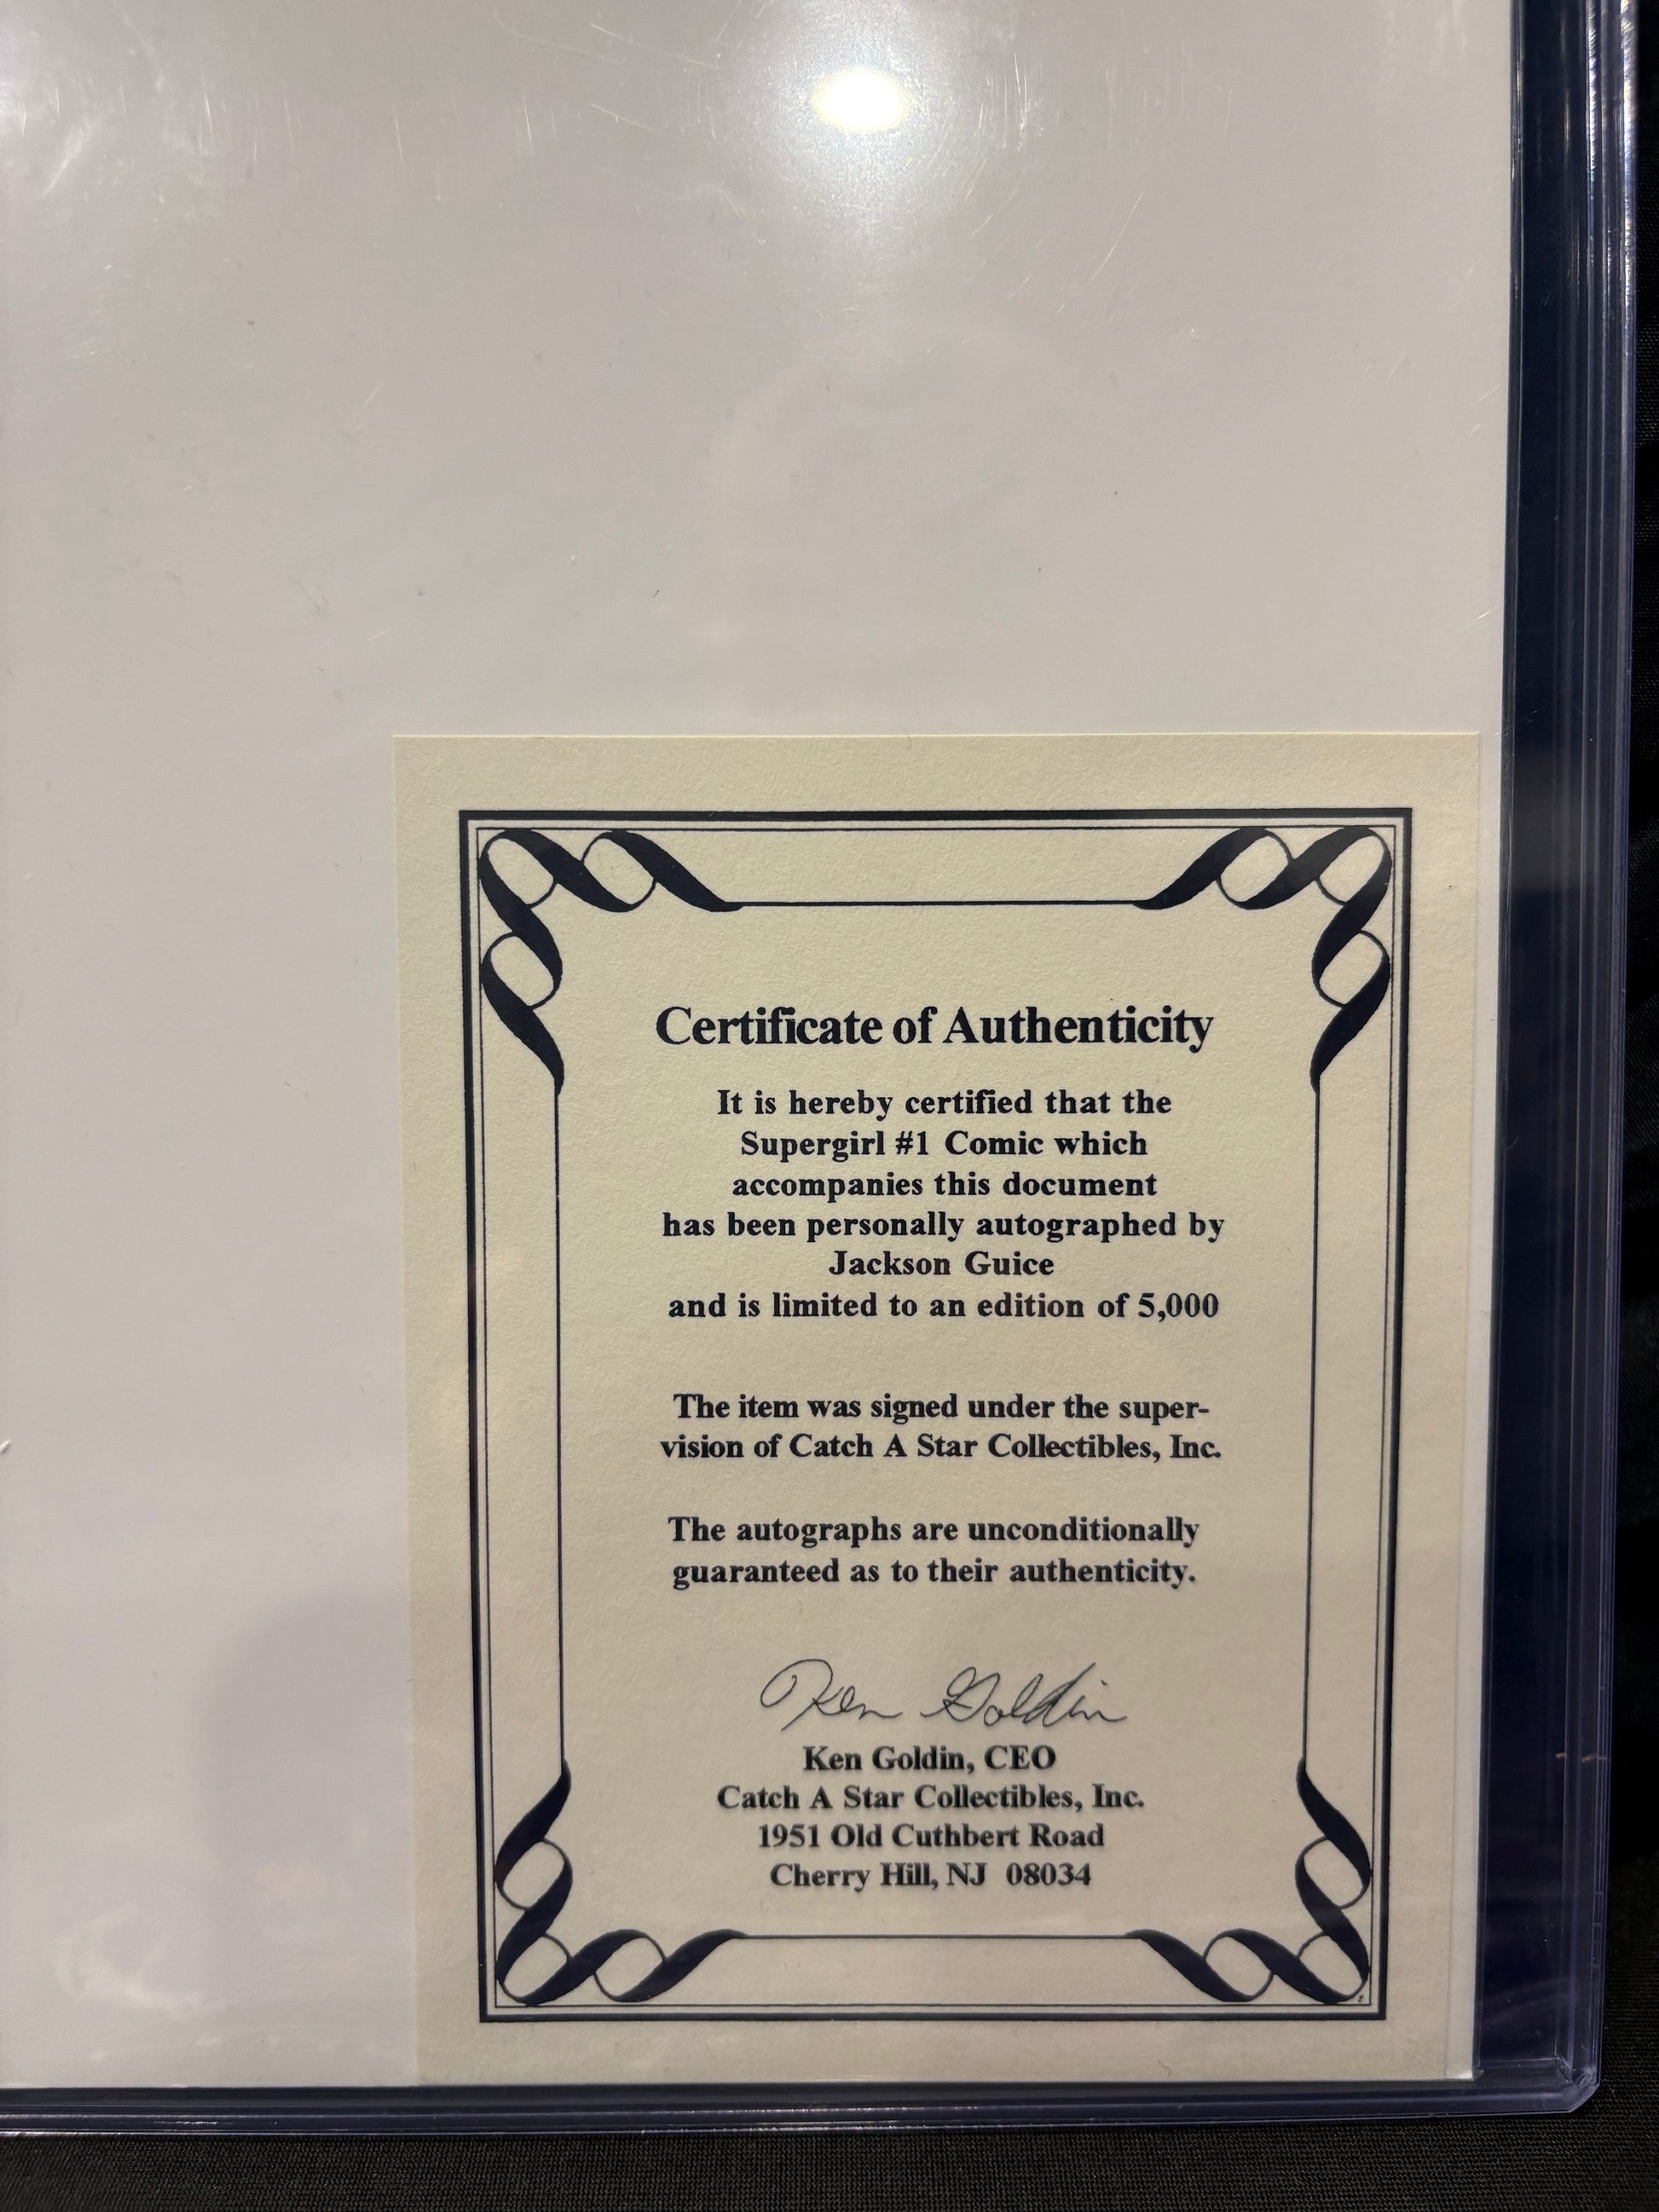 Certificate of Authenticity
It is hereby certified that the
Supergirl #1 Comic which
accompanies this document
has been personally autographed by
Jackson Guice
and is limited to an edition of 5,000
The item was signed under the super-
vision of Catch A Star Collectibles, Inc.
The autographs are unconditionally
guaranteed as to their authenticity.
Ken Goldin
Ken Goldin, CEO
Catch A Star Collectibles, Inc.
1951 Old Cuthbert Road
Cherry Hill, NJ 08034